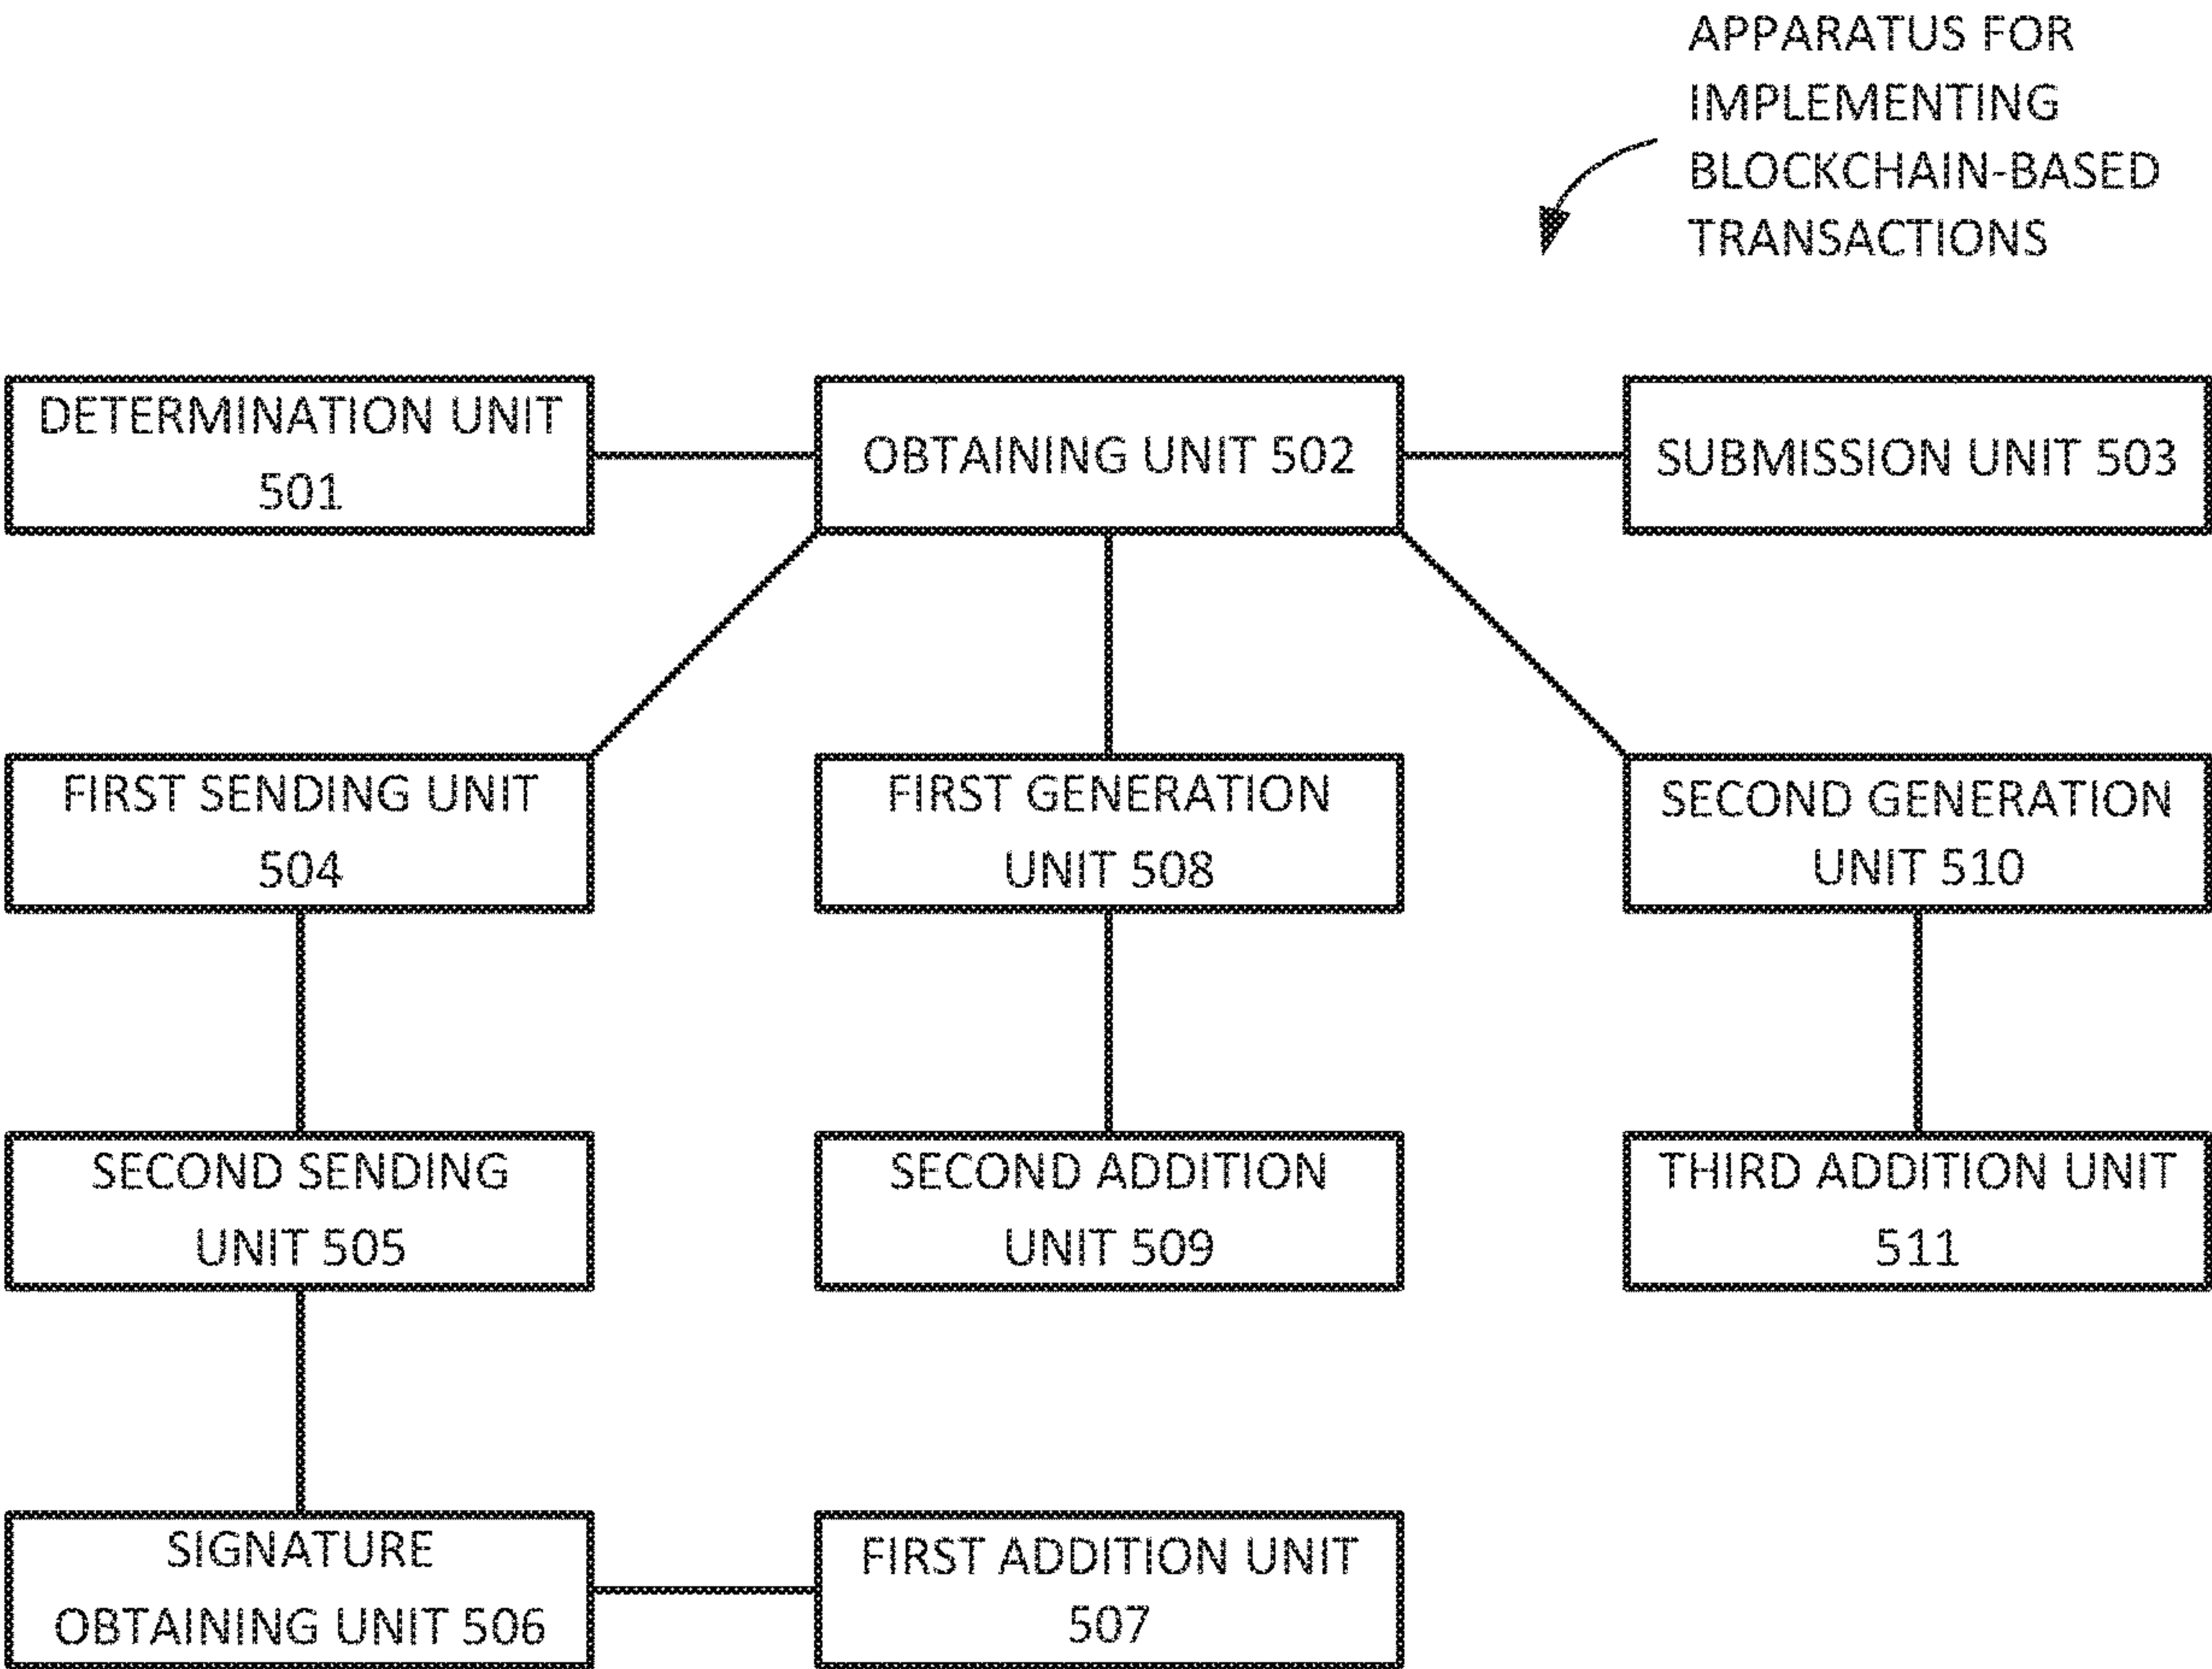 APPARATUS FOR
IMPLEMENTING
BLOCKCHAIN-BASED
TRANSACTIONS
DETERMINATION UNIT
501
OBTAINING UNIT 502
SUBMISSION UNIT 503
FIRST SENDING UNIT
504
FIRST GENERATION
UNIT 508
SECOND GENERATION
UNIT 510
SECOND SENDING
UNIT 505
SECOND ADDITION
UNIT 509
THIRD ADDITION UNIT
511
SIGNATURE
OBTAINING UNIT 506
FIRST ADDITION UNIT
507